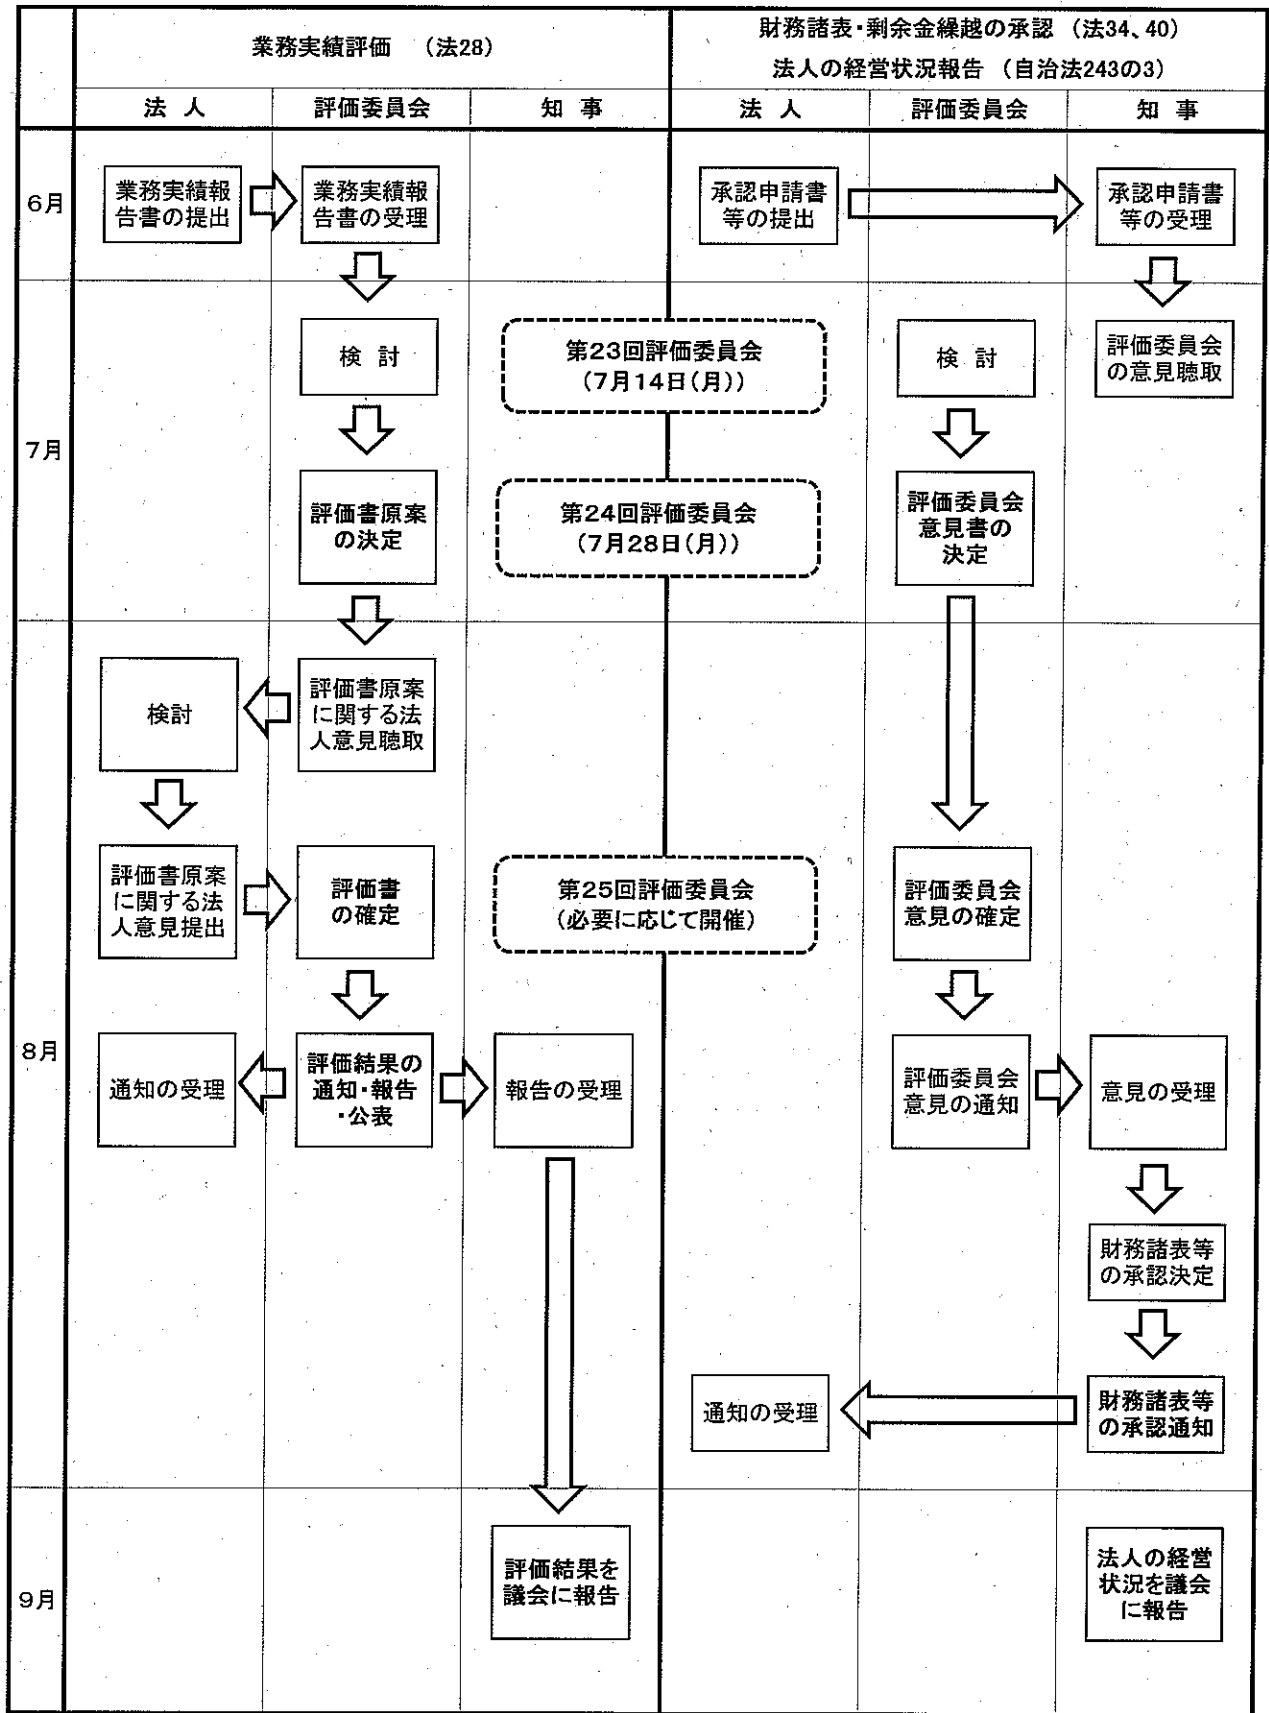 業務実績評価 （法28）
財務諸表・剰余金繰越の承認 （法34、40）
法人の経営状況報告 （自治法243の3）
法 人
評価委員会
知 事
法 人
評価委員会
知 事
6月
業務実績報
告書の提出
業務実績報
告書の受理
承認申請書
等の提出
承認申請書
等の受理
7月
検 討
第23回評価委員会
（7月14日（月））
検 討
評価委員会
の意見聴取
評価書原案
の決定
第24回評価委員会
（7月28日（月））
評価委員会
意見書の
決定
8月
検討
評価書原案
に関する法
人意見聴取
評価書原案
に関する法
人意見提出
評価書
の確定
第25回評価委員会
（必要に応じて開催）
評価委員会
意見の確定
通知の受理
評価結果の
通知・報告
・公表
報告の受理
評価委員会
意見の通知
意見の受理
財務諸表等
の承認決定
通知の受理
財務諸表等
の承認通知
9月
評価結果を
議会に報告
法人の経営
状況を議会
に報告